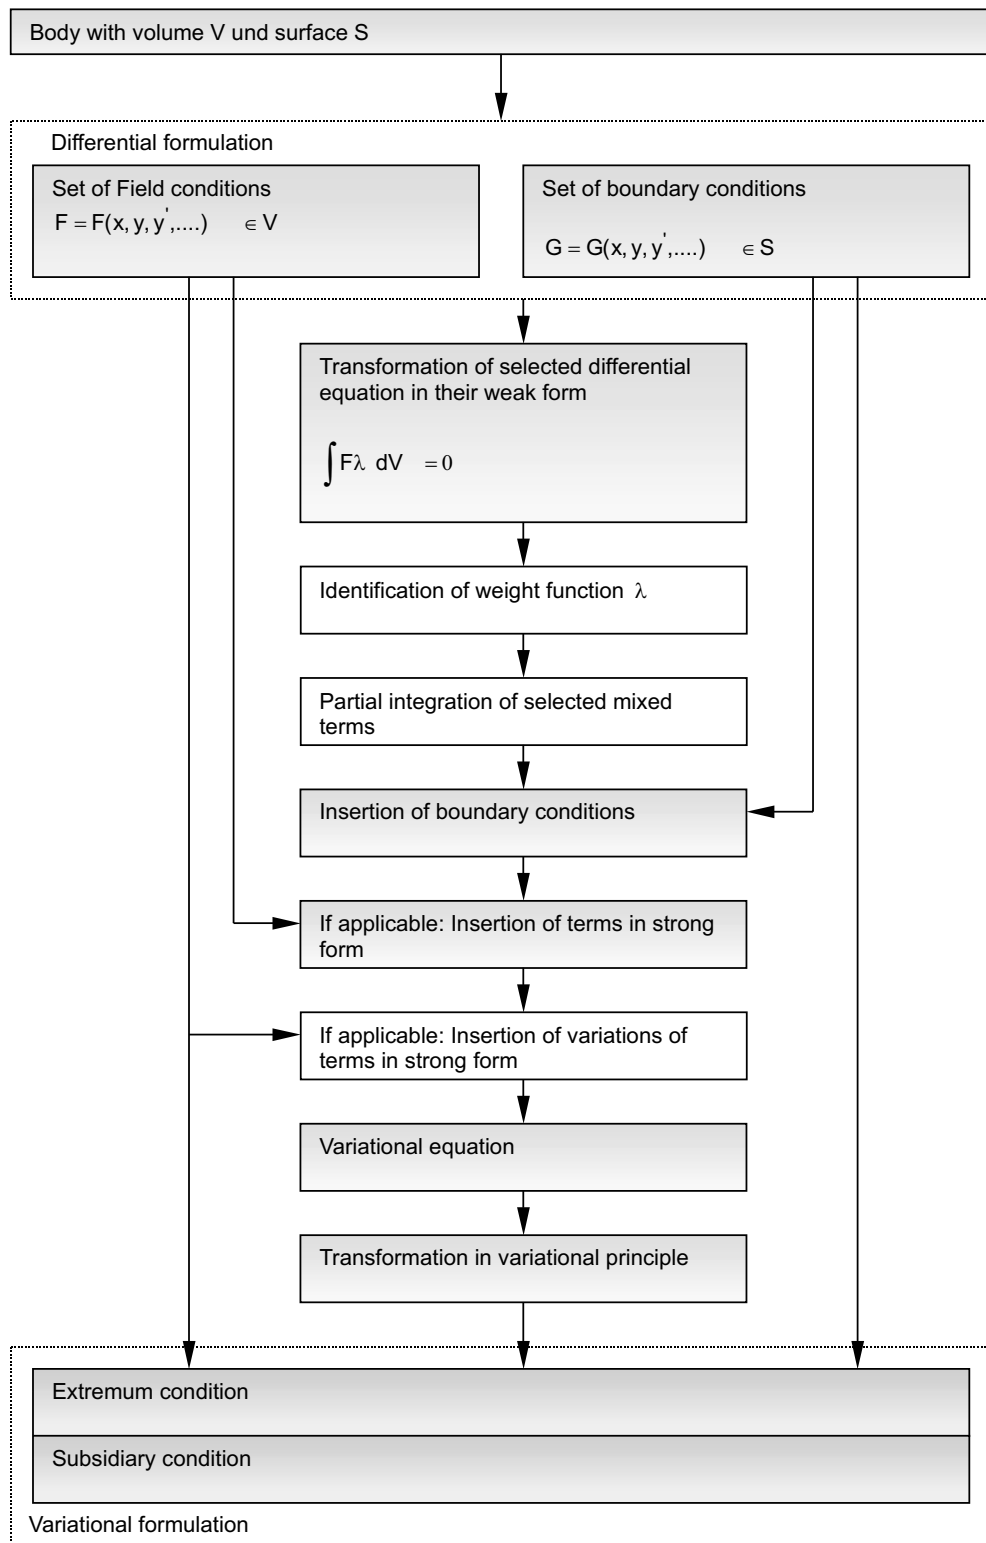 Body with volume V und surface S
Differential formulation
Set of Field conditions
F = F(x, y, y',....) ∈ V
Set of boundary conditions
G = G(x, y, y',....) ∈ S
Transformation of selected differential
equation in their weak form
∫ Fλ dV = 0
Identification of weight function λ
Partial integration of selected mixed
terms
Insertion of boundary conditions
If applicable: Insertion of terms in strong
form
If applicable: Insertion of variations of
terms in strong form
Variational equation
Transformation in variational principle
Extremum condition
Subsidiary condition
Variational formulation